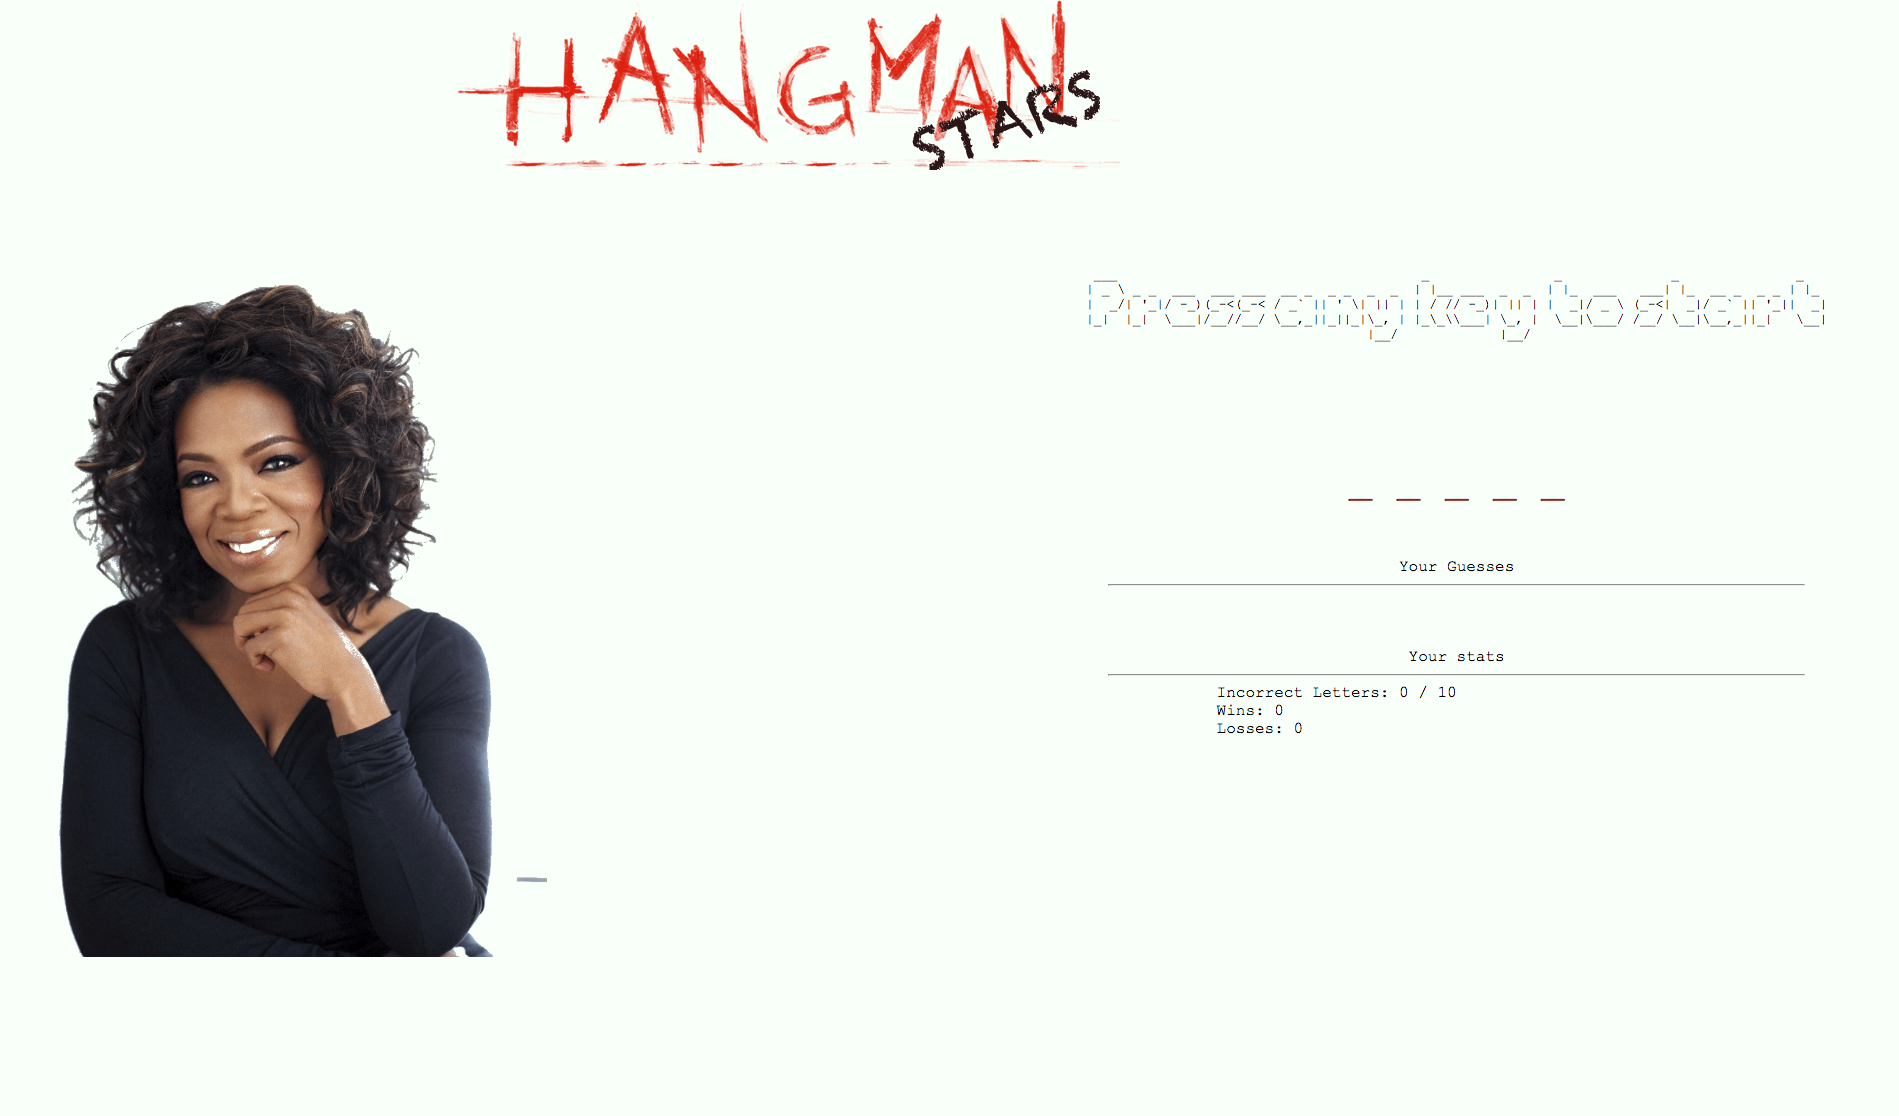 HANGMAN
STARS
Press any key to start
_ _ _ _ _
Your Guesses
Your stats
Incorrect Letters: 0 / 10
Wins: 0
Losses: 0